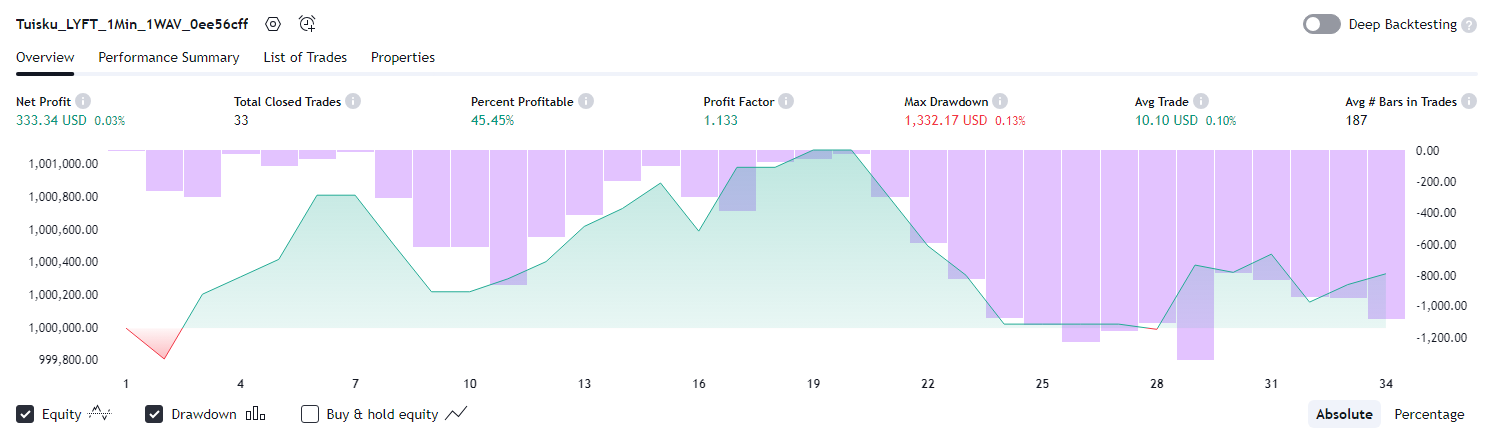 Tuisku_LYFT_1Min_1WAV_0ee56cff
Deep Backtesting
Overview Performance Summary List of Trades Properties
Net Profit Total Closed Trades Percent Profitable Profit Factor Max Drawdown Avg Trade Avg # Bars in Trades
333.34 USD 0.03% 33 45.45% 1.133 1,332.17 USD 0.13% 10.10 USD 0.10% 187
1,001,000.00
1,000,800.00
1,000,600.00
1,000,400.00
1,000,200.00
1,000,000.00
999,800.00
0.00
-200.00
-400.00
-600.00
-800.00
-1,000.00
-1,200.00
1 4 7 10 13 16 19 22 25 28 31 34
Equity Drawdown Buy & hold equity Absolute Percentage